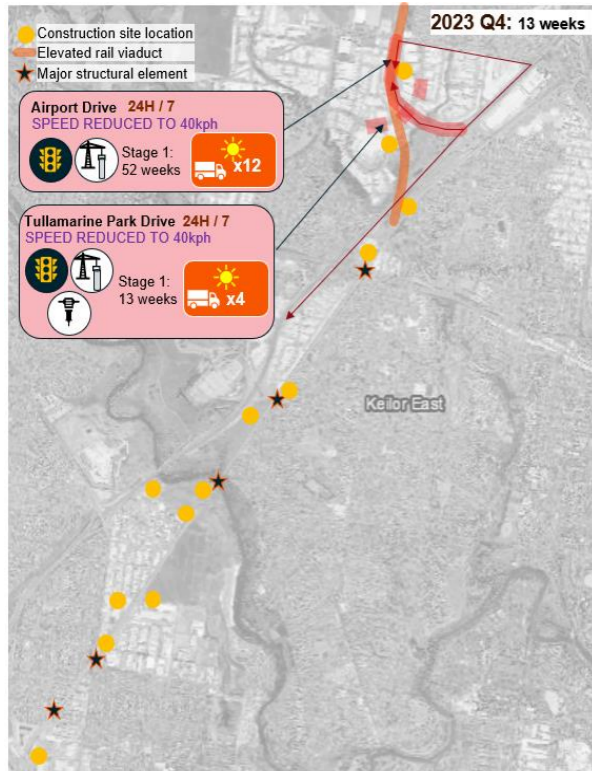 2023 Q4: 13 weeks
Construction site location
Elevated rail viaduct
Major structural element
Airport Drive 24H / 7
SPEED REDUCED TO 40kph
Stage 1:
52 weeks
x12
Tullamarine Park Drive 24H / 7
SPEED REDUCED TO 40kph
Stage 1:
13 weeks
x4
Keilor East